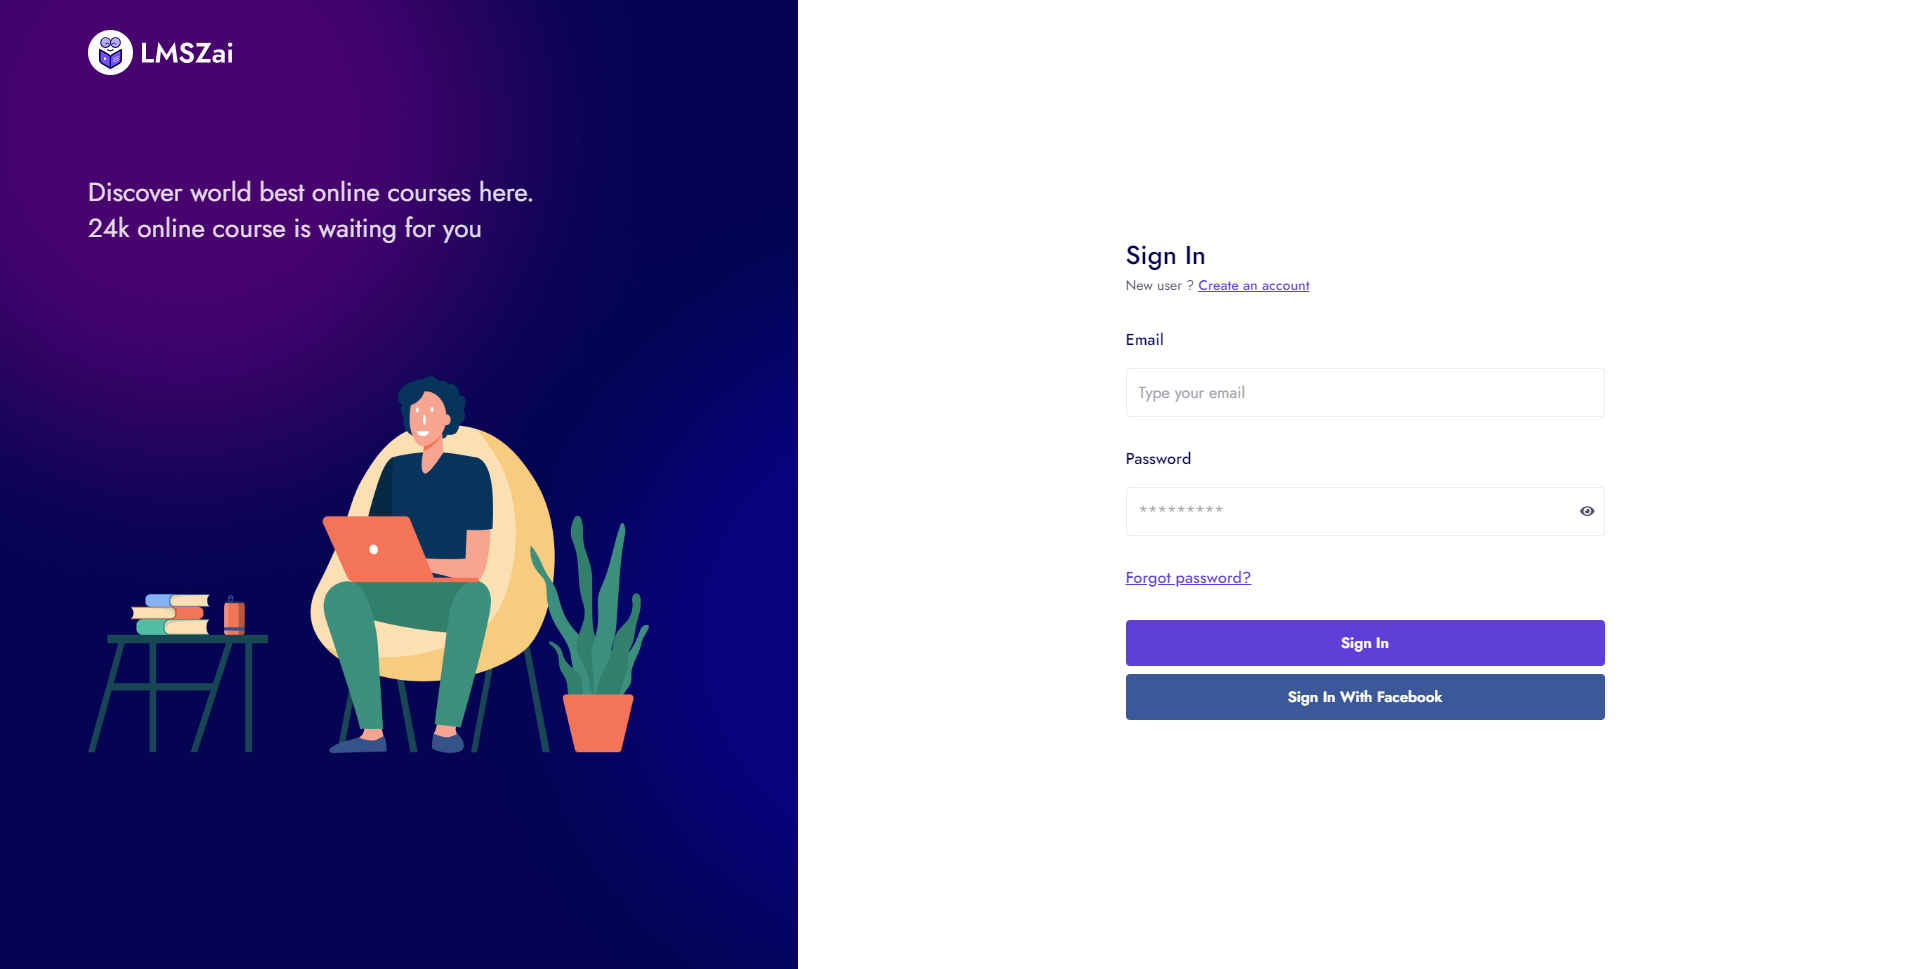 LMSZai
Discover world best online courses here.
24k online course is waiting for you
Sign In
New user ? Create an account
Email
Type your email
Password
*********
Forgot password?
Sign In
Sign In With Facebook